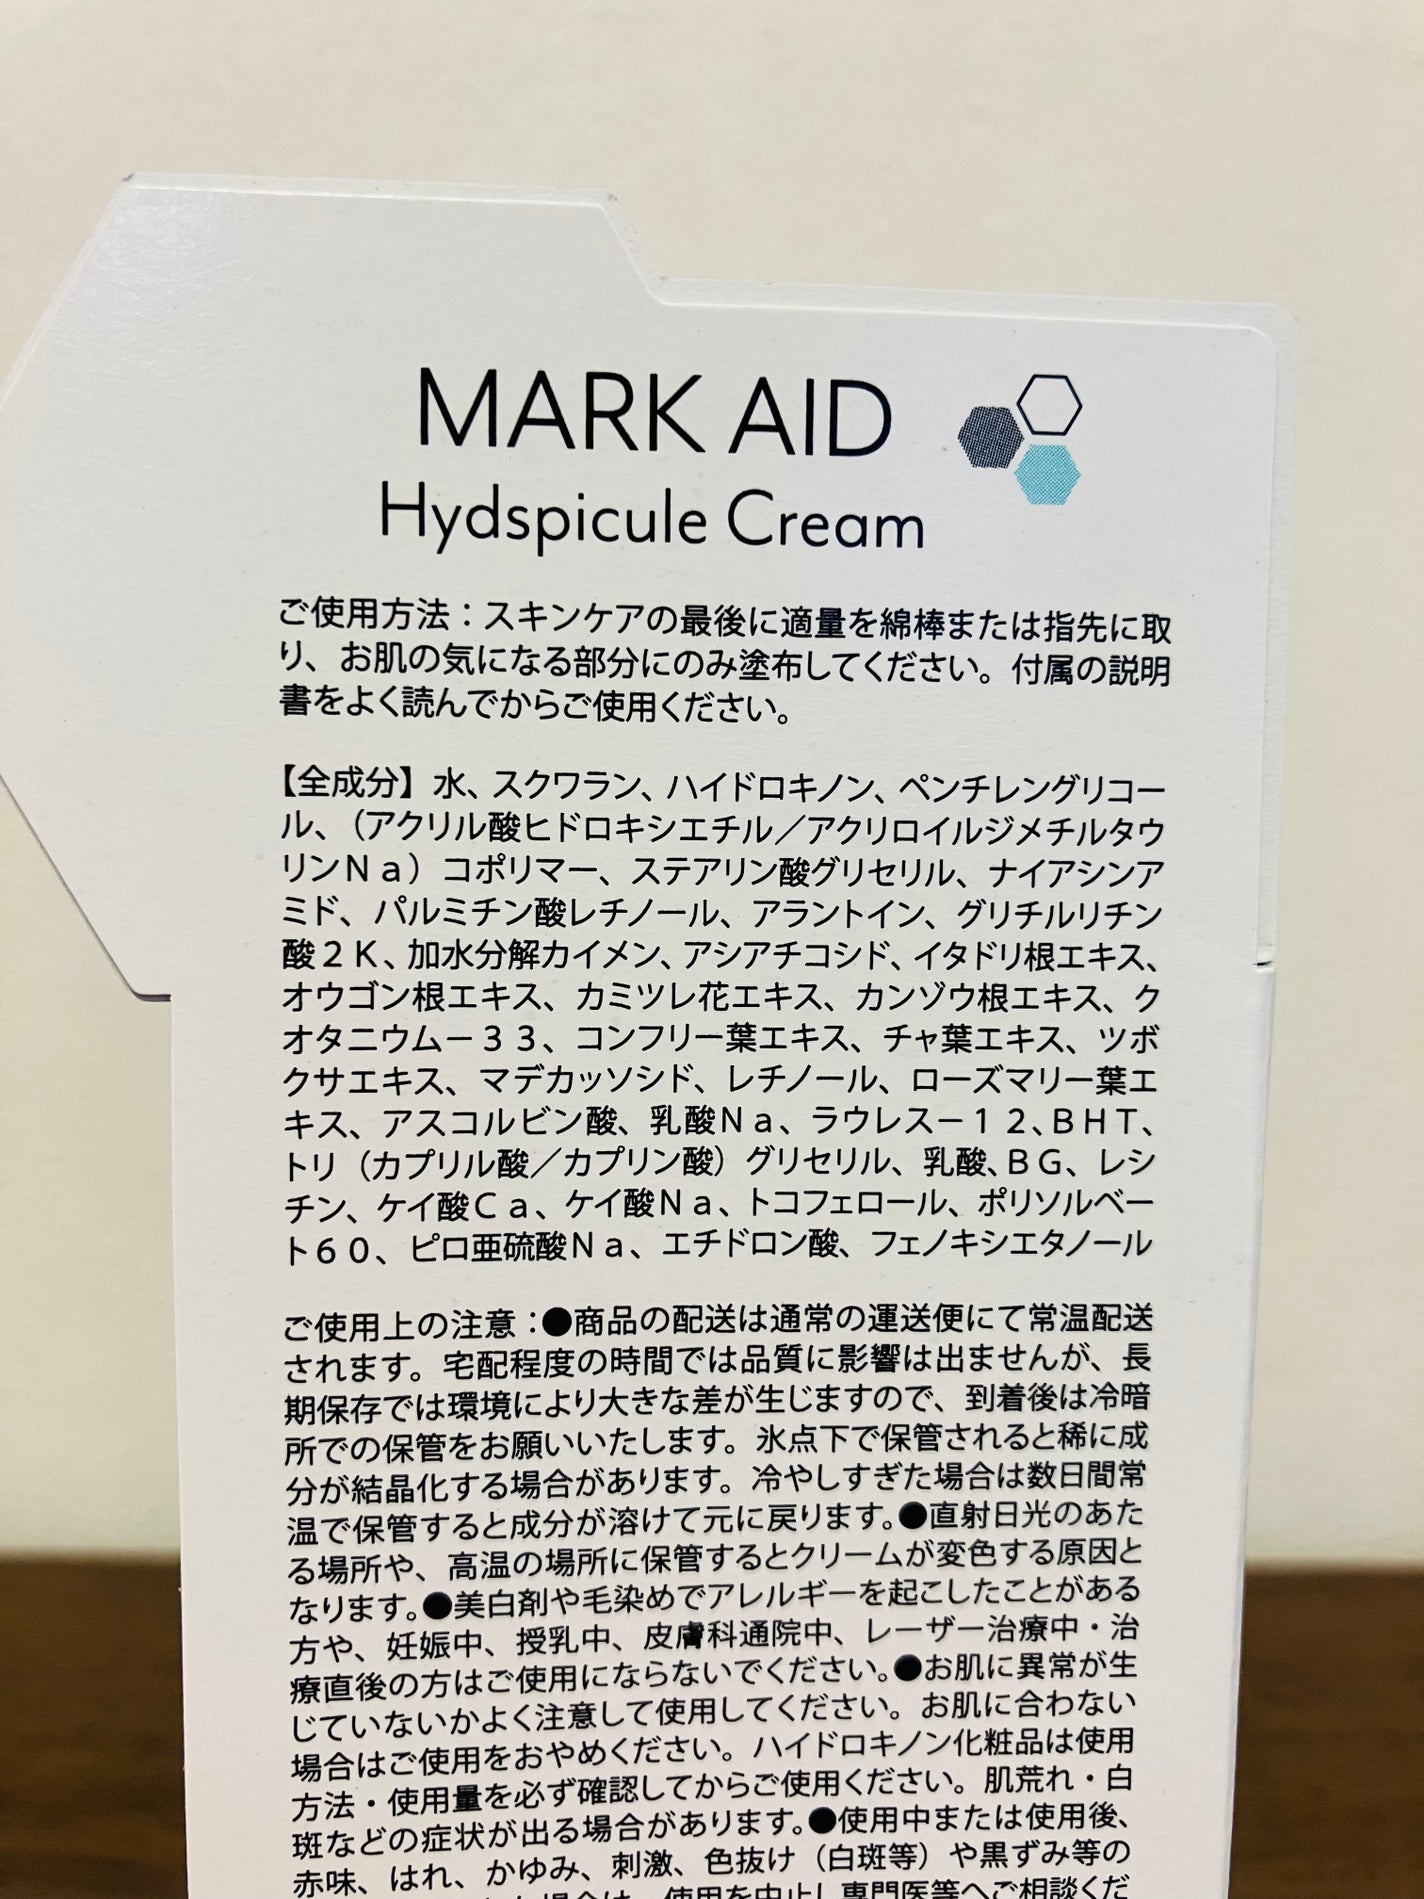 MARK AID
Hydspicule Cream
ご使用方法：スキンケアの最後に適量を綿棒または指先に取
り、お肌の気になる部分にのみ塗布してください。付属の説明
書をよく読んでからご使用ください。
【全成分】水、スクワラン、ハイドロキノン、ペンチレングリコー
ル、（アクリル酸ヒドロキシエチル／アクリロイルジメチルタウ
リンＮａ）コポリマー、ステアリン酸グリセリル、ナイアシンア
ミド、パルミチン酸レチノール、アラントイン、グリチルリチン
酸２Ｋ、加水分解カイメン、アシアチコシド、イタドリ根エキス、
オウゴン根エキス、カミツレ花エキス、カンゾウ根エキス、ク
オタニウム－３３、コンフリー葉エキス、チャ葉エキス、ツボ
クサエキス、マデカッソシド、レチノール、ローズマリー葉エ
キス、アスコルビン酸、乳酸Ｎａ、ラウレス－１２、ＢＨＴ、
トリ（カプリル酸／カプリン酸）グリセリル、乳酸、ＢＧ、レシ
チン、ケイ酸Ｃａ、ケイ酸Ｎａ、トコフェロール、ポリソルベー
ト６０、ピロ亜硫酸Ｎａ、エチドロン酸、フェノキシエタノール
ご使用上の注意：●商品の配送は通常の運送便にて常温配送
されます。宅配程度の時間では品質に影響は出ませんが、長
期保存では環境により大きな差が生じますので、到着後は冷暗
所での保管をお願いいたします。氷点下で保管されると稀に成
分が結晶化する場合があります。冷やしすぎた場合は数日間常
温で保管すると成分が溶けて元に戻ります。●直射日光のあた
る場所や、高温の場所に保管するとクリームが変色する原因と
なります。●美白剤や毛染めでアレルギーを起こしたことがある
方や、妊娠中、授乳中、皮膚科通院中、レーザー治療中・治
療直後の方はご使用にならないでください。●お肌に異常が生
じていないかよく注意して使用してください。お肌に合わない
場合はご使用をおやめください。ハイドロキノン化粧品は使用
方法・使用量を必ず確認してからご使用ください。肌荒れ・白
斑などの症状が出る場合があります。●使用中または使用後、
赤味、はれ、かゆみ、刺激、色抜け（白斑等）や黒ずみ等の
場合は、使用を中止し専門医等へご相談くだ